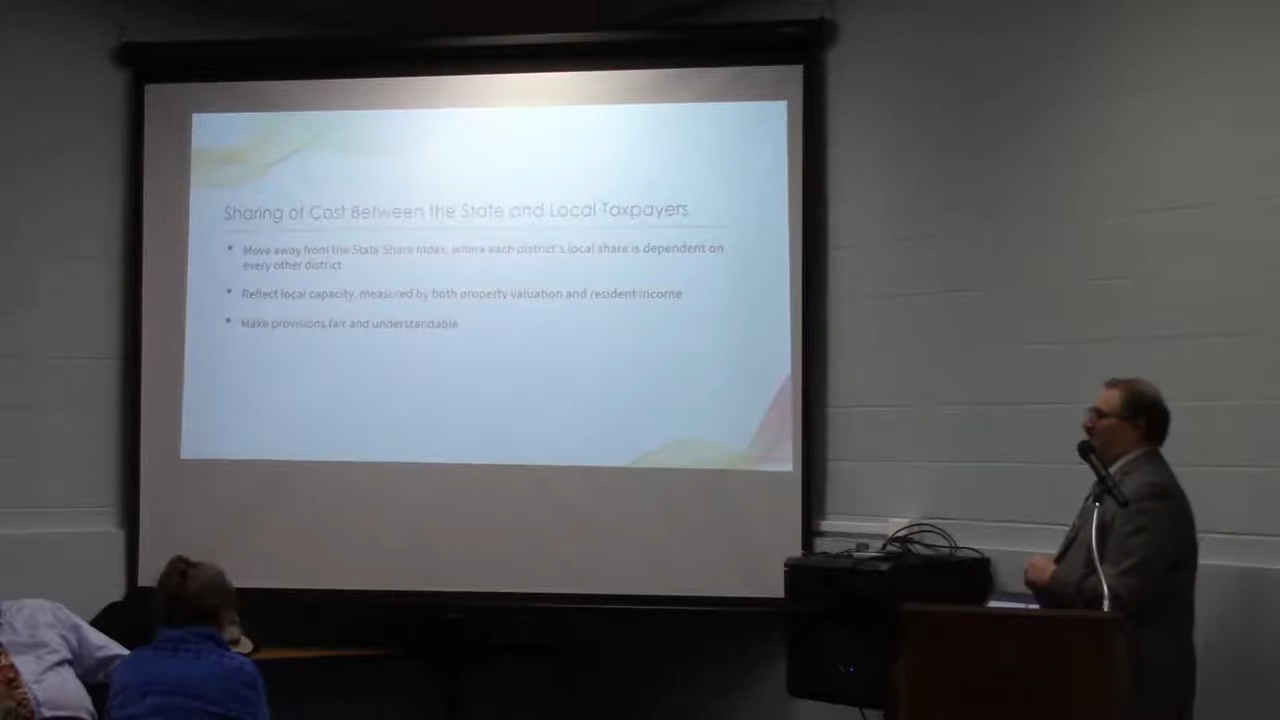 Sharing of Cost Between the State and Local Taxpayers
• Move away from the State Share Index, where each district's local share is dependent on
every other district
• Reflect local capacity, measured by both property valuation and resident income
• Make provisions fair and understandable